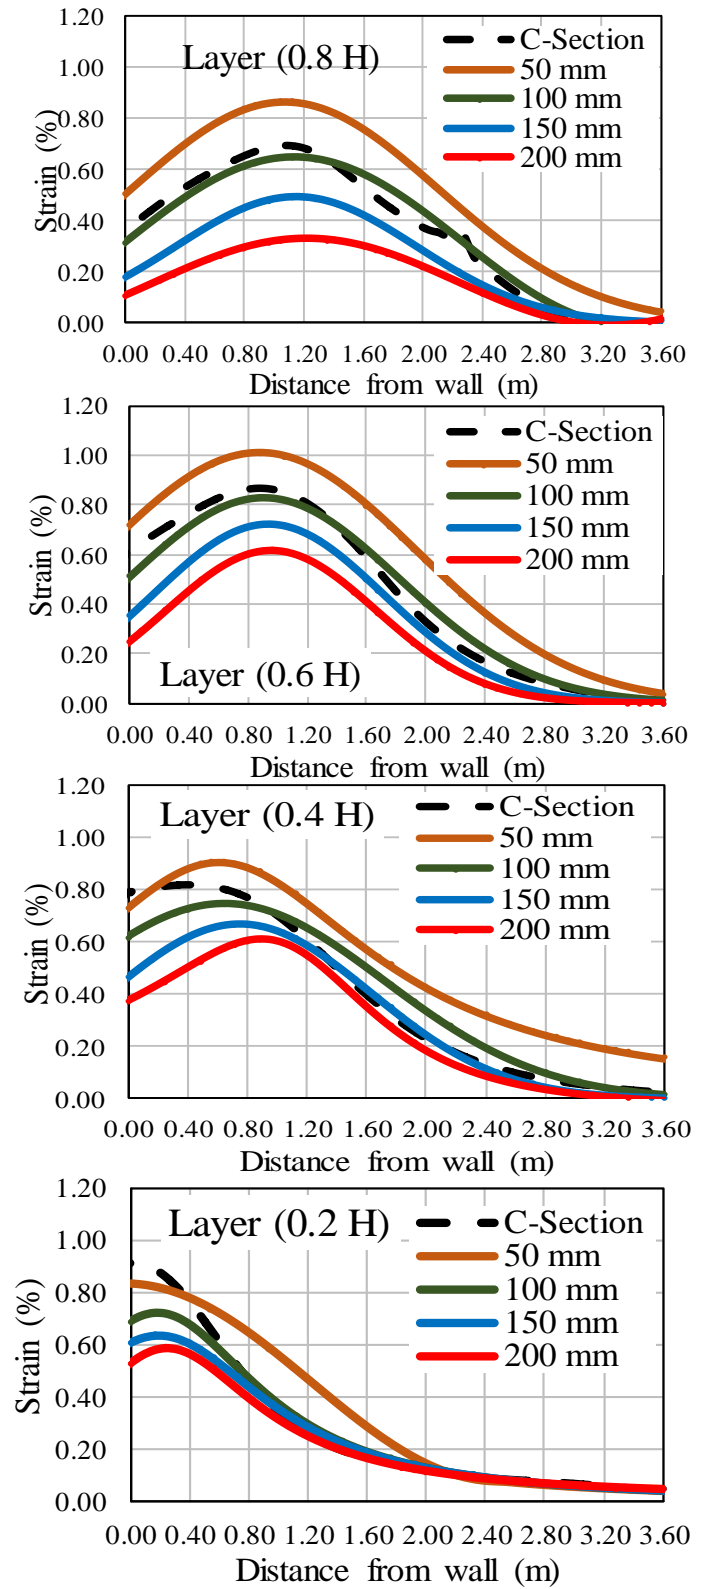 1.20
1.00
0.80
0.60
0.40
0.20
0.00
Strain (%)
Layer (0.8 H)
C-Section
50 mm
100 mm
150 mm
200 mm
0.00 0.40 0.80 1.20 1.60 2.00 2.40 2.80 3.20 3.60
Distance from wall (m)
1.20
1.00
0.80
0.60
0.40
0.20
0.00
Strain (%)
C-Section
50 mm
100 mm
150 mm
200 mm
Layer (0.6 H)
0.00 0.40 0.80 1.20 1.60 2.00 2.40 2.80 3.20 3.60
Distance from wall (m)
1.20
1.00
0.80
0.60
0.40
0.20
0.00
Strain (%)
Layer (0.4 H)
C-Section
50 mm
100 mm
150 mm
200 mm
0.00 0.40 0.80 1.20 1.60 2.00 2.40 2.80 3.20 3.60
Distance from wall (m)
1.20
1.00
0.80
0.60
0.40
0.20
0.00
Strain (%)
Layer (0.2 H)
C-Section
50 mm
100 mm
150 mm
200 mm
0.00 0.40 0.80 1.20 1.60 2.00 2.40 2.80 3.20 3.60
Distance from wall (m)